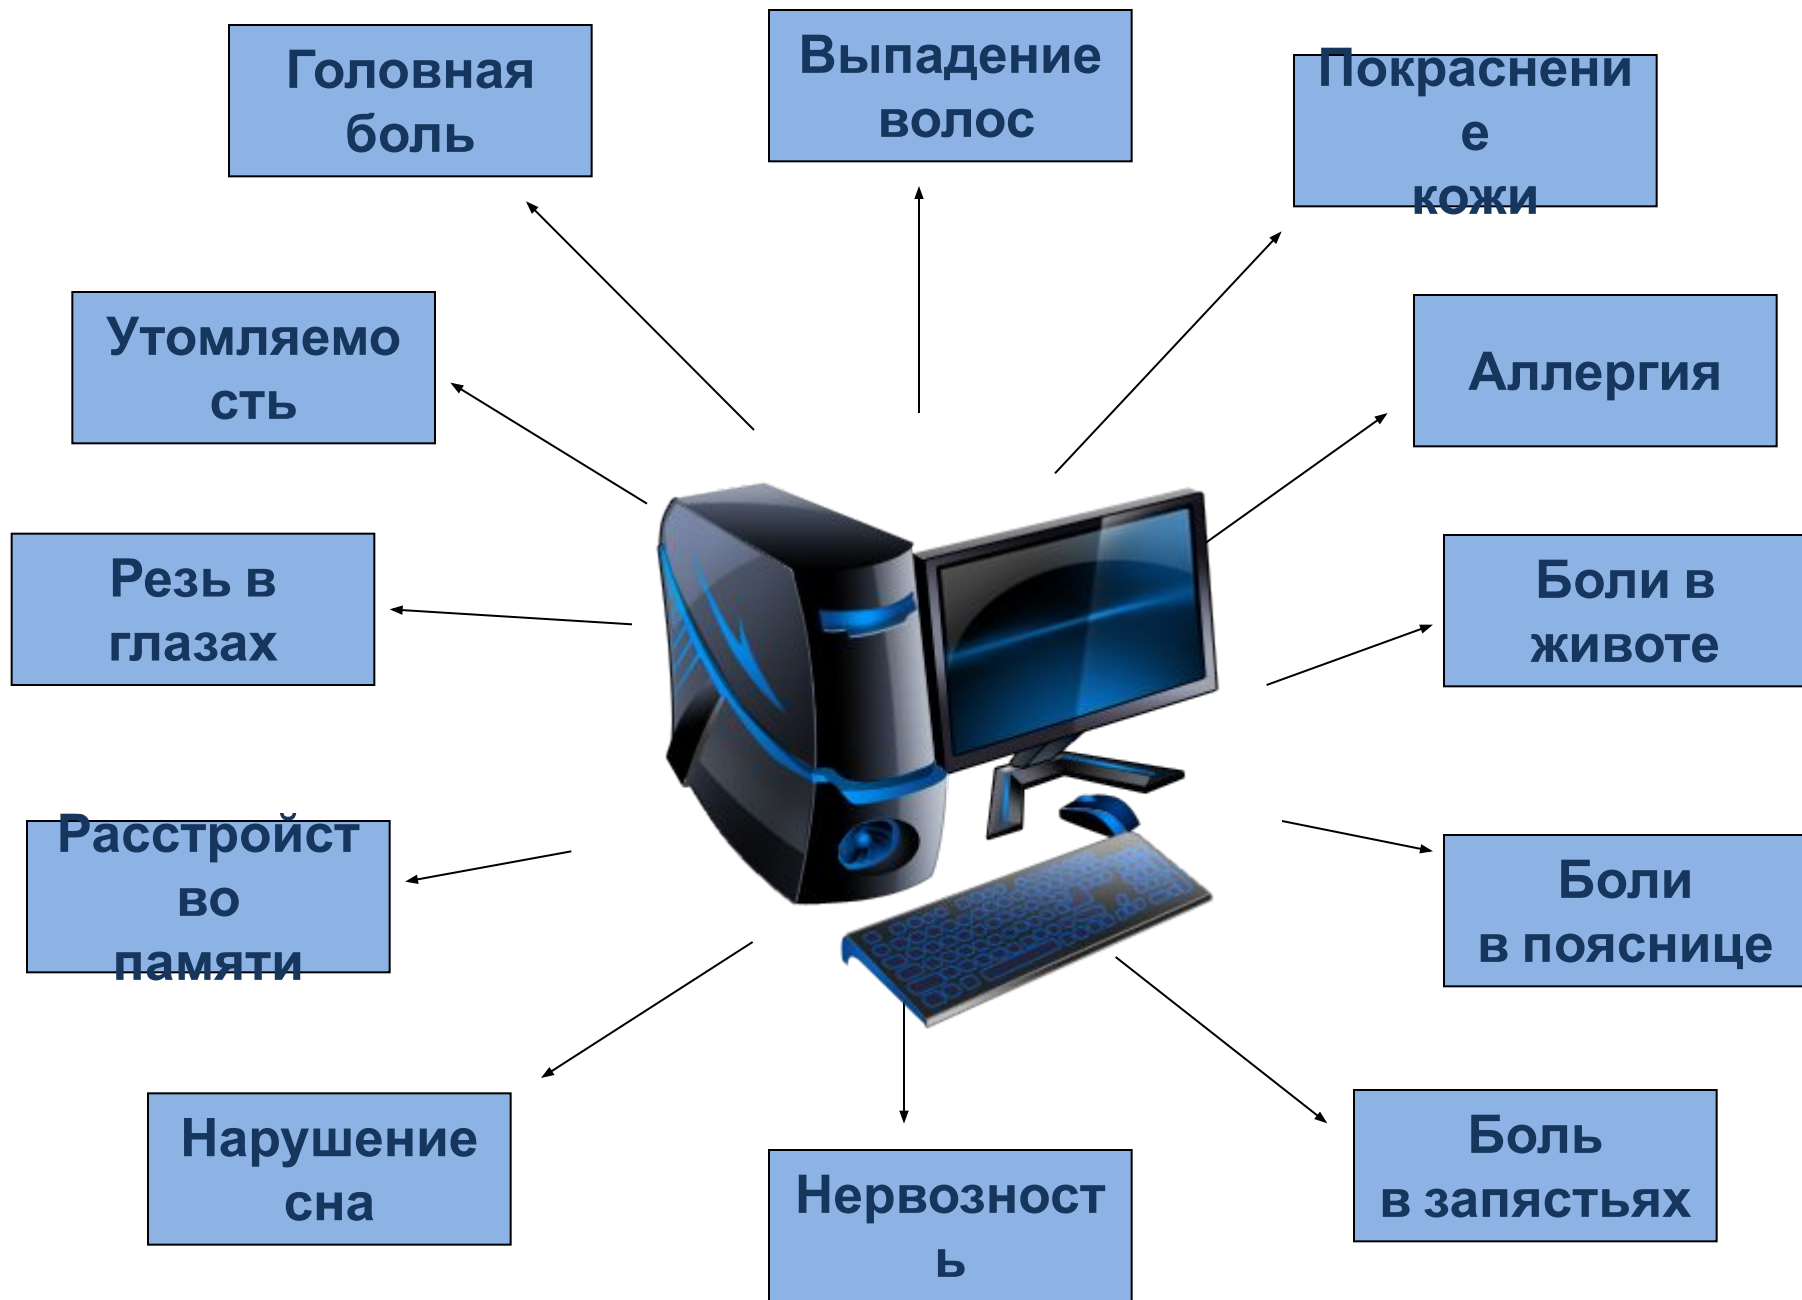 Головная
боль
Выпадение
волос
Покраснени
е
кожи
Утомляемо
сть
Аллергия
Резь в
глазах
Боли в
животе
Расстройст
во
памяти
Боли
в пояснице
Нарушение
сна
Нервозност
ь
Боль
в запястьях